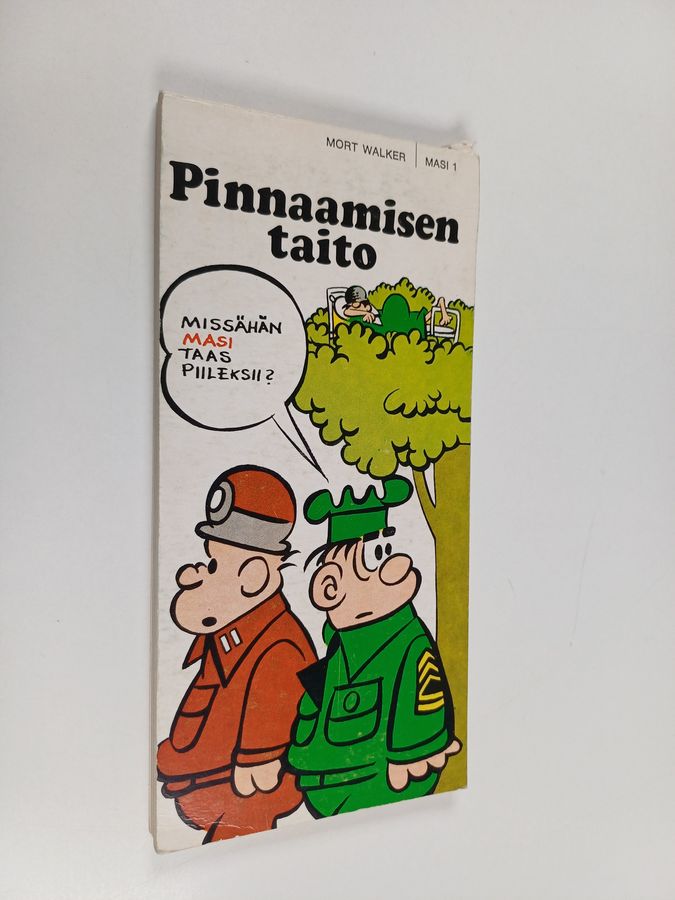 MORT WALKER | MASI 1
Pinnaamisen
taito
MISSÄHÄN
MASI
TAAS
PIILEKSII?